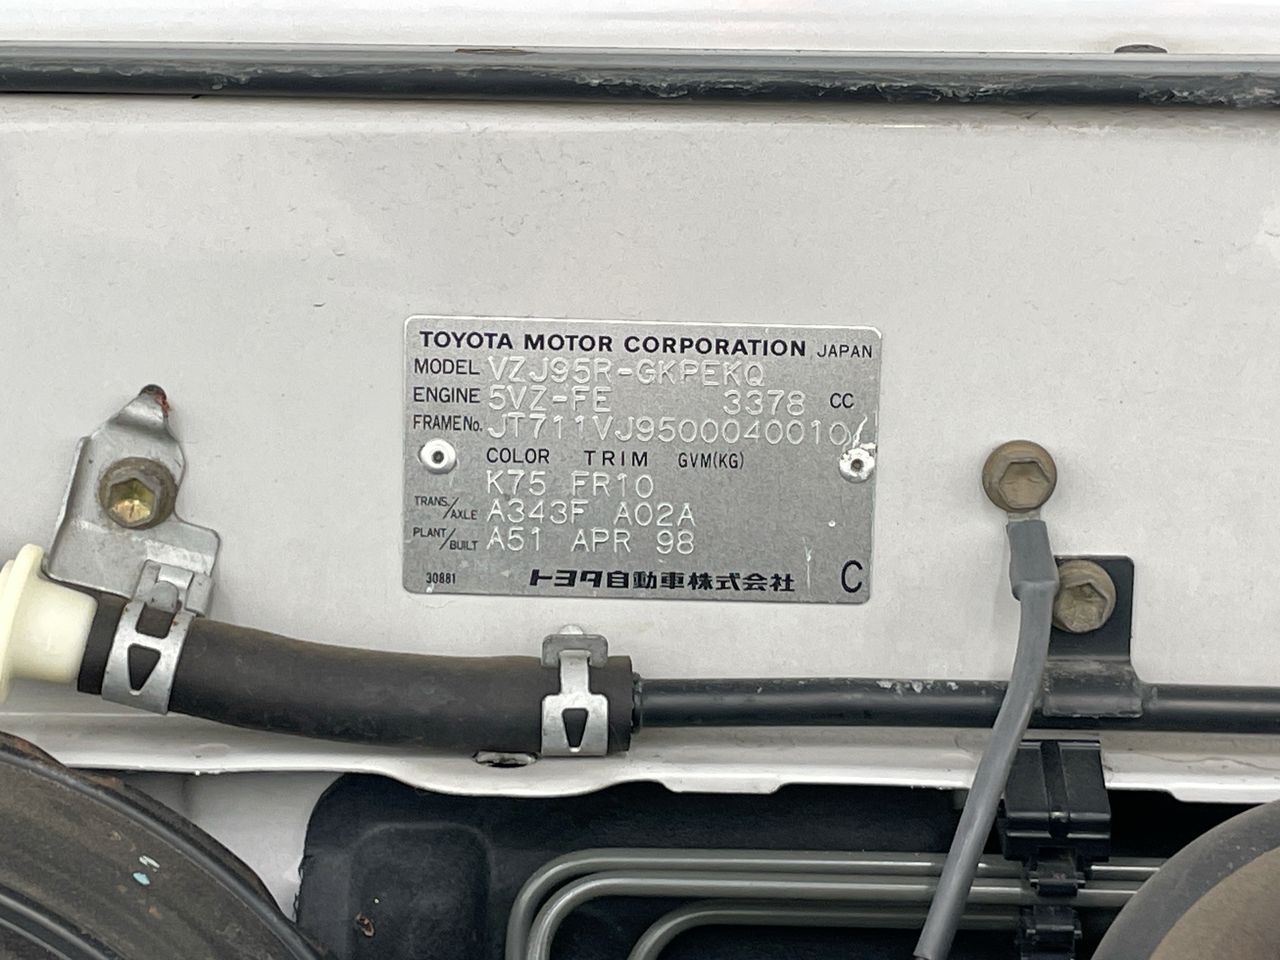 TOYOTA MOTOR CORPORATION JAPAN
MODEL VZJ95R-GKPEKQ
ENGINE 5VZ-FE 3378 CC
FRAME No. JT711VJ9500040010
COLOR TRIM GVM(KG)
K75 FR10
TRANS/AXLE A343F A02A
PLANT/BUILT A51 APR 98
30881 トヨタ自動車株式会社 C